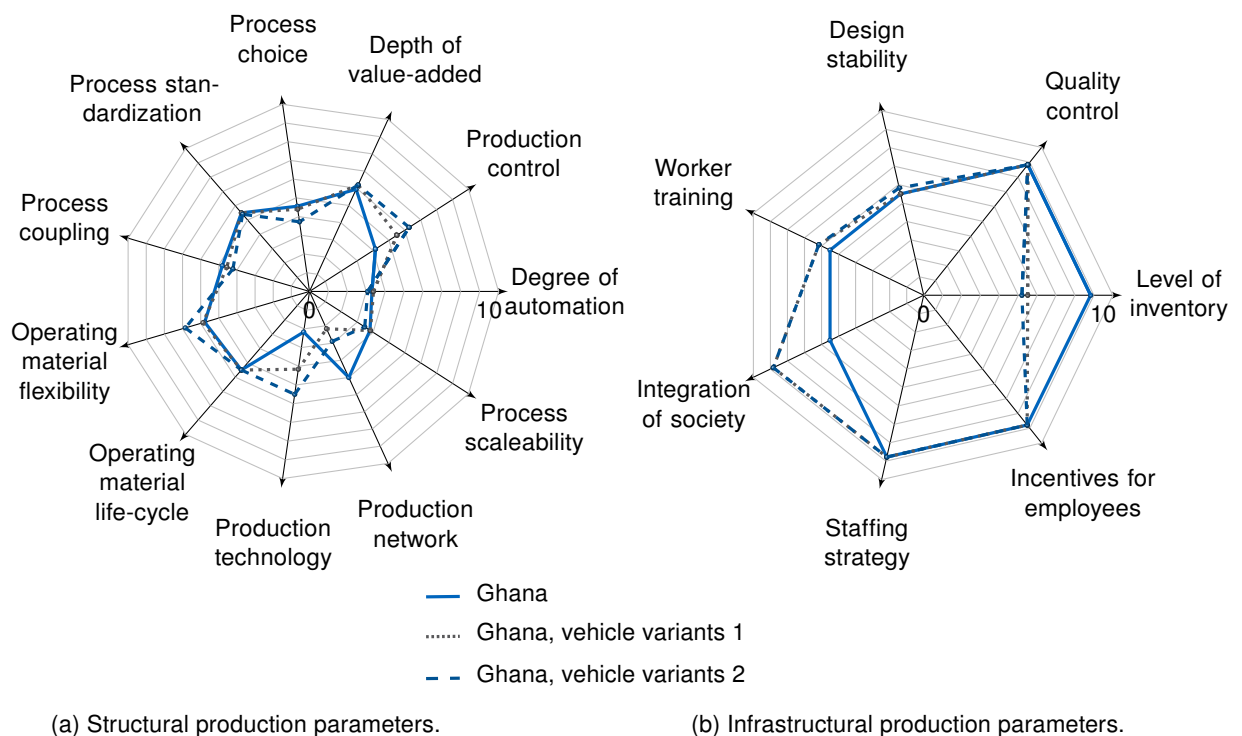 Process
choice
Depth of
value-added
Process stan-
dardization
Production
control
Process
coupling
0
10
Degree of
automation
Operating
material
flexibility
Process
scaleability
Operating
material
life-cycle
Production
technology
Production
network
Design
stability
Quality
control
Worker
training
0
10
Level of
inventory
Integration
of society
Incentives for
employees
Staffing
strategy
Ghana
Ghana, vehicle variants 1
Ghana, vehicle variants 2
(a) Structural production parameters.
(b) Infrastructural production parameters.